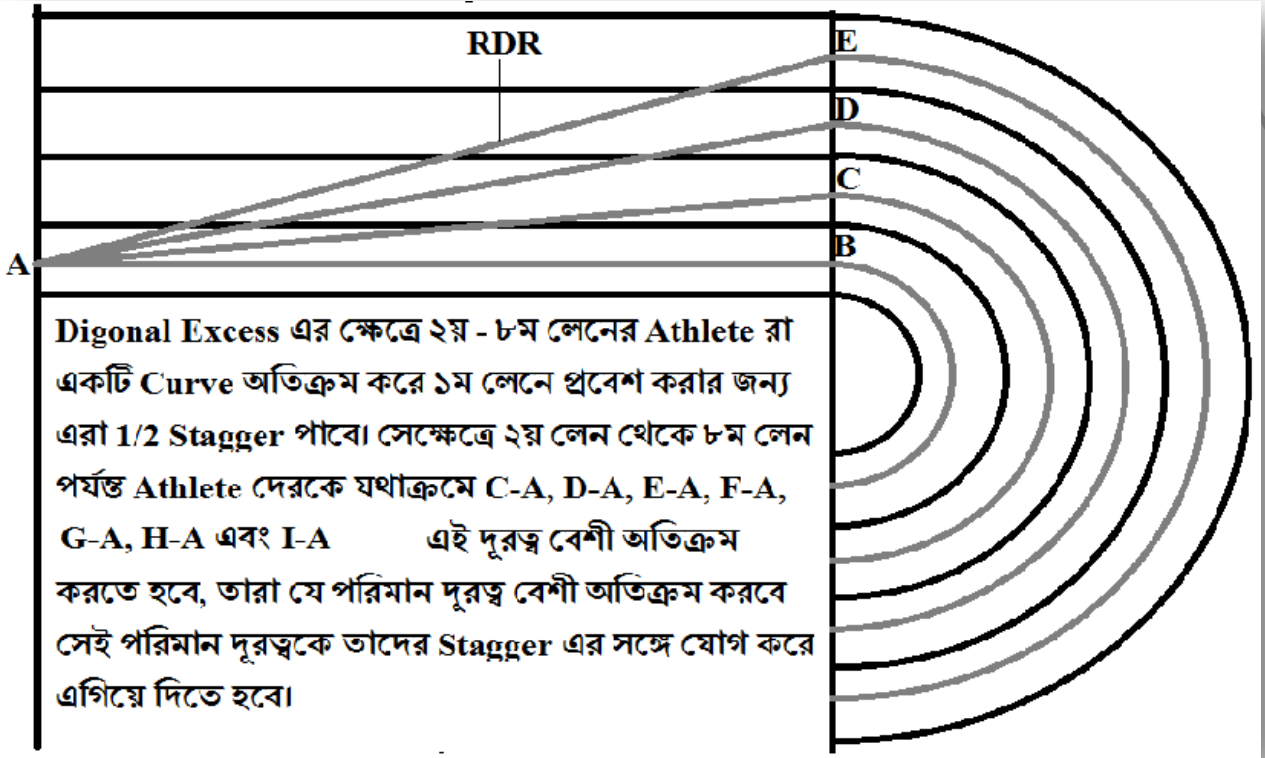 RDR
E
D
C
B
A
Digonal Excess এর ক্ষেত্রে ২য় - ৮ম লেনের Athlete রা
একটি Curve অতিক্রম করে ১ম লেনে প্রবেশ করার জন্য
এরা 1/2 Stagger পাবে। সেক্ষেত্রে ২য় লেন থেকে ৮ম লেন
পর্যন্ত Athlete দেরকে যথাক্রমে C-A, D-A, E-A, F-A,
G-A, H-A এবং I-A এই দূরত্ব বেশী অতিক্রম
করতে হবে, তারা যে পরিমান দূরত্ব বেশী অতিক্রম করবে
সেই পরিমান দূরত্বকে তাদের Stagger এর সঙ্গে যোগ করে
এগিয়ে দিতে হবে।